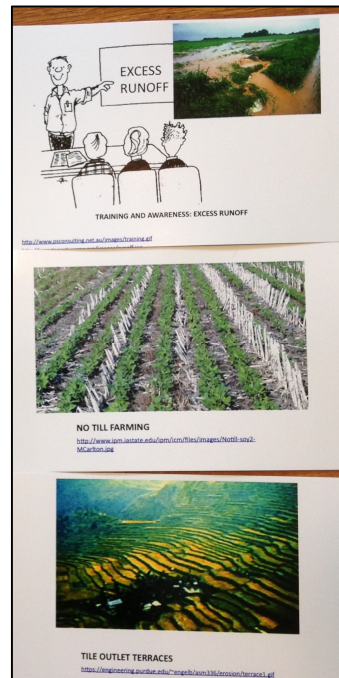 EXCESS
RUNOFF
TRAINING AND AWARENESS: EXCESS RUNOFF
http://www.psconsulting.net.au/images/training.gif
NO TILL FARMING
http://www.ipm.iastate.edu/ipm/icm/files/images/Notill-soy2-
MCarlton.jpg
TILE OUTLET TERRACES
https://engineering.purdue.edu/~engelb/asm336/erosion/terrace1.gif